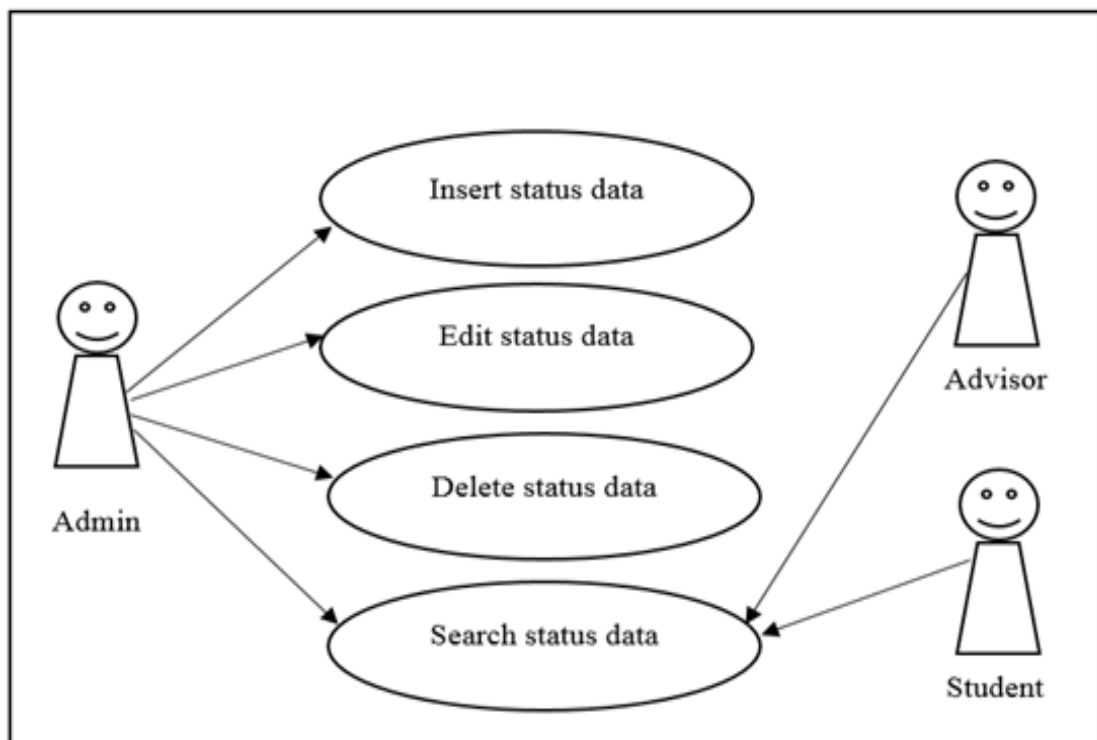 Insert status data
Edit status data
Advisor
Delete status data
Admin
Search status data
Student